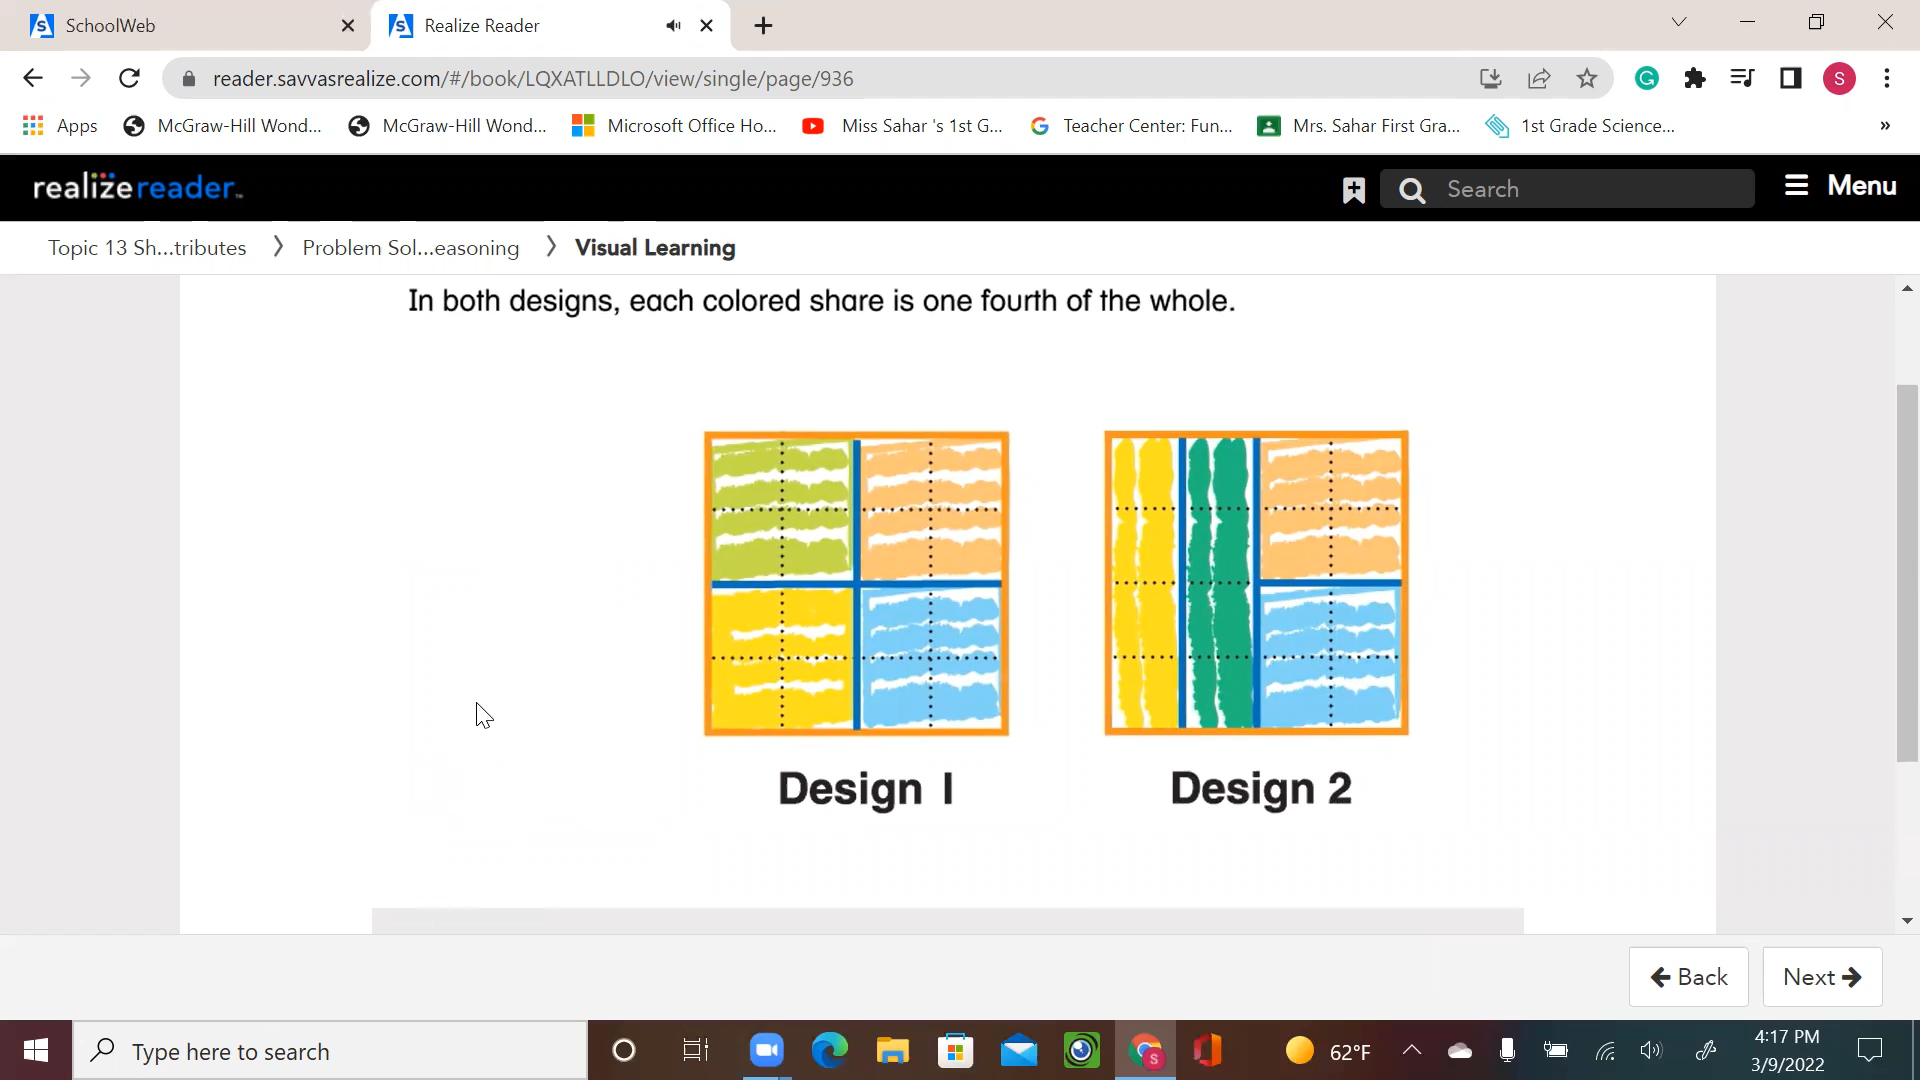 SchoolWeb
Realize Reader
reader.savvasrealize.com/#/book/LQXATLLDLO/view/single/page/936
Apps
McGraw-Hill Wond...
McGraw-Hill Wond...
Microsoft Office Ho...
Miss Sahar 's 1st G...
Teacher Center: Fun...
Mrs. Sahar First Gra...
1st Grade Science...
»
S
realizereader™
Search
Menu
Topic 13 Sh...tributes
Problem Sol...easoning
Visual Learning
In both designs, each colored share is one fourth of the whole.
Design 1
Design 2
Back
Next
Type here to search
62°F
4:17 PM
3/9/2022